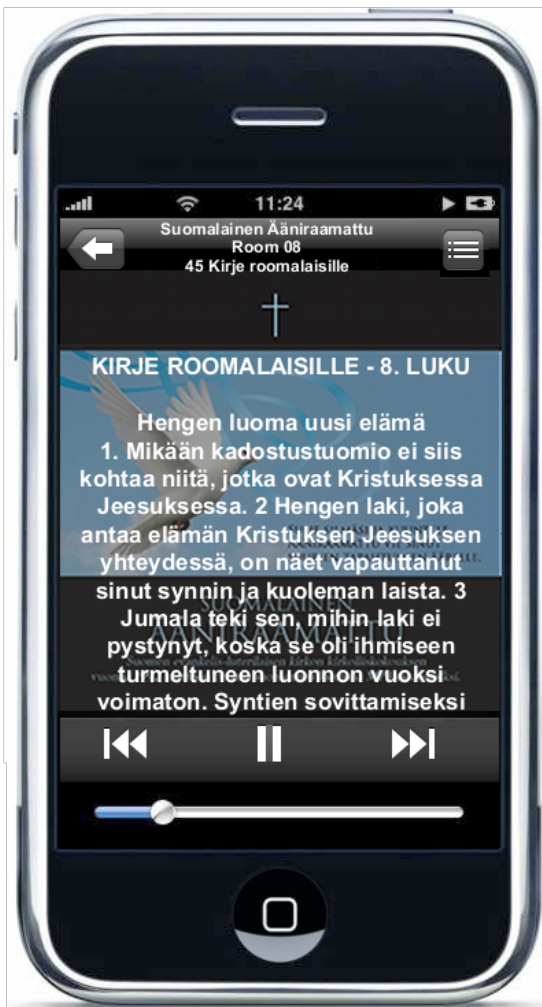 11:24
Suomalainen Ääniraamattu
Room 08
45 Kirje roomalaisille
KIRJE ROOMALAISILLE - 8. LUKU
Hengen luoma uusi elämä
1. Mikään kadostustuomio ei siis
kohtaa niitä, jotka ovat Kristuksessa
Jeesuksessa. 2 Hengen laki, joka
antaa elämän Kristuksen Jeesuksen
yhteydessä, on näet vapauttanut
sinut synnin ja kuoleman laista. 3
SUOMALAINEN
Jumala teki sen, mihin laki ei
ÄÄNIRAAMATTU
pystynyt, koska se oli ihmiseen
turmeltuneen luonnon vuoksi
voimaton. Syntien sovittamiseksi